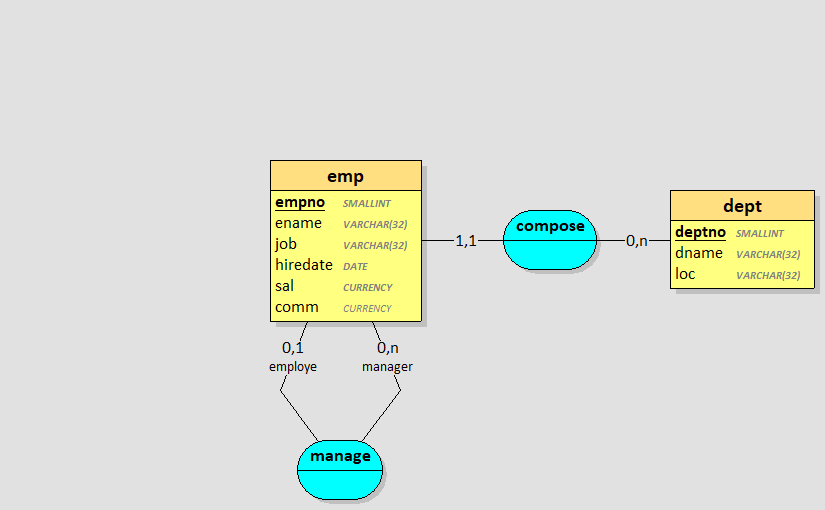 emp
empno SMALLINT
ename VARCHAR(32)
job VARCHAR(32)
hiredate DATE
sal CURRENCY
comm CURRENCY
1,1
compose
0,n
dept
deptno SMALLINT
dname VARCHAR(32)
loc VARCHAR(32)
0,1
employe
0,n
manager
manage